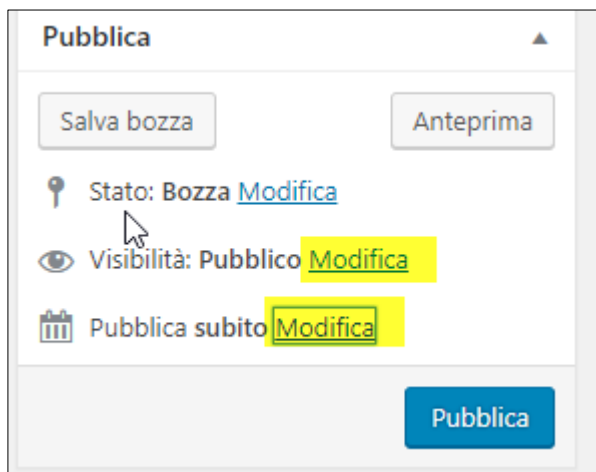 Pubblica
Salva bozza Anteprima
Stato: Bozza Modifica
Visibilità: Pubblico Modifica
Pubblica subito Modifica
Pubblica